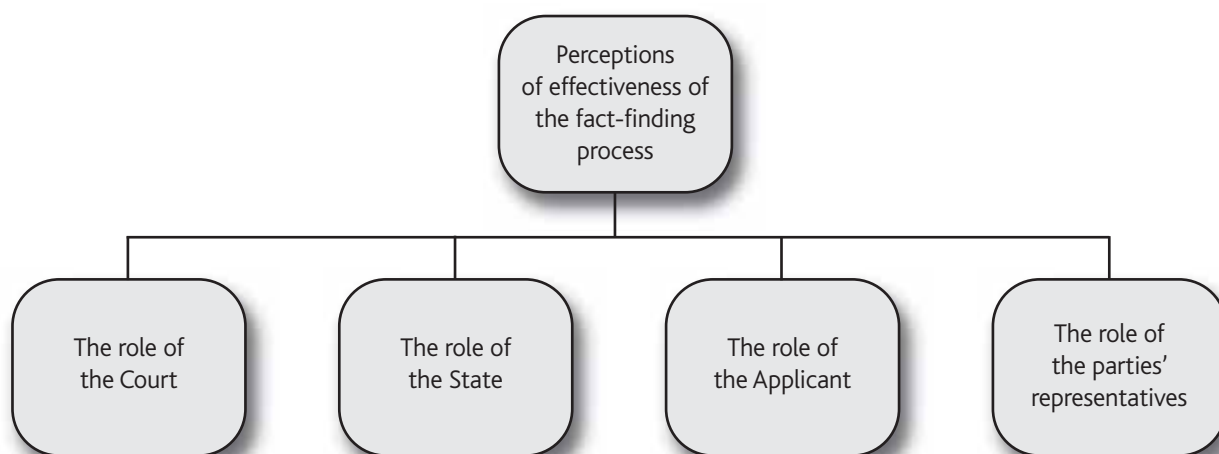 Perceptions
of effectiveness of
the fact-finding
process
The role of
the Court
The role of
the State
The role of
the Applicant
The role of
the parties’
representatives